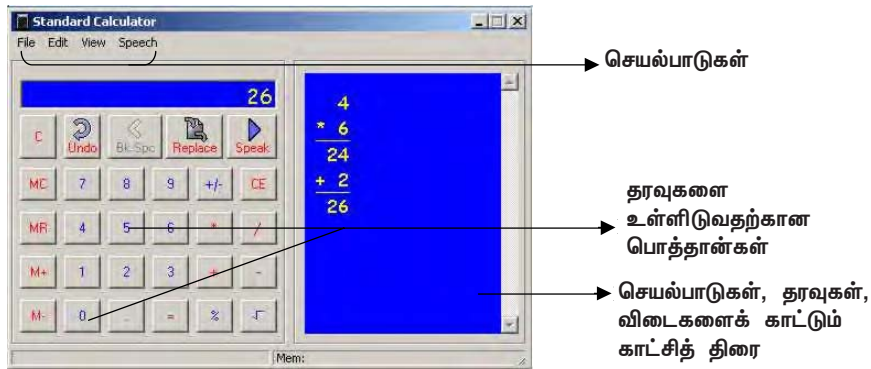 Standard Calculator
File Edit View Speech
செயல்பாடுகள்
26
C Undo Bk-Spc Replace Speak
MC 7 8 9 +/- CE
MR 4 5 6 * /
M+ 1 2 3 + -
M- 0 . = %
4
* 6
24
+ 2
26
தரவுகளை
உள்ளிடுவதற்கான
பொத்தான்கள்
செயல்பாடுகள், தரவுகள்,
விடைகளைக் காட்டும்
காட்சித் திரை
Mem: